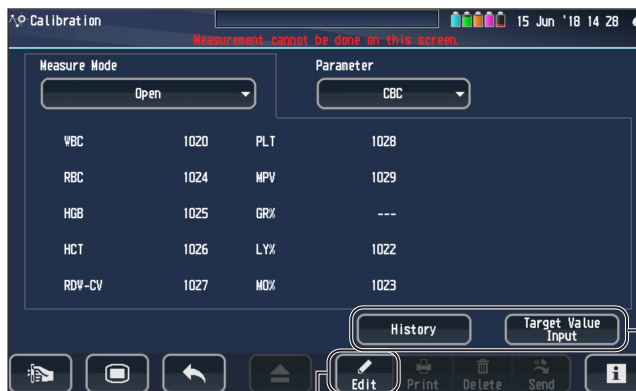 Calibration
15 Jun '18 14 28
Measurement cannot be done on this screen.
Measure Mode
Parameter
Open
CBC
WBC 1020 PLT 1028
RBC 1024 MPV 1029
HGB 1025 GR% ---
HCT 1026 LY% 1022
RDW-CV 1027 MO% 1023
History
Target Value
Input
Edit
Print
Delete
Send
i